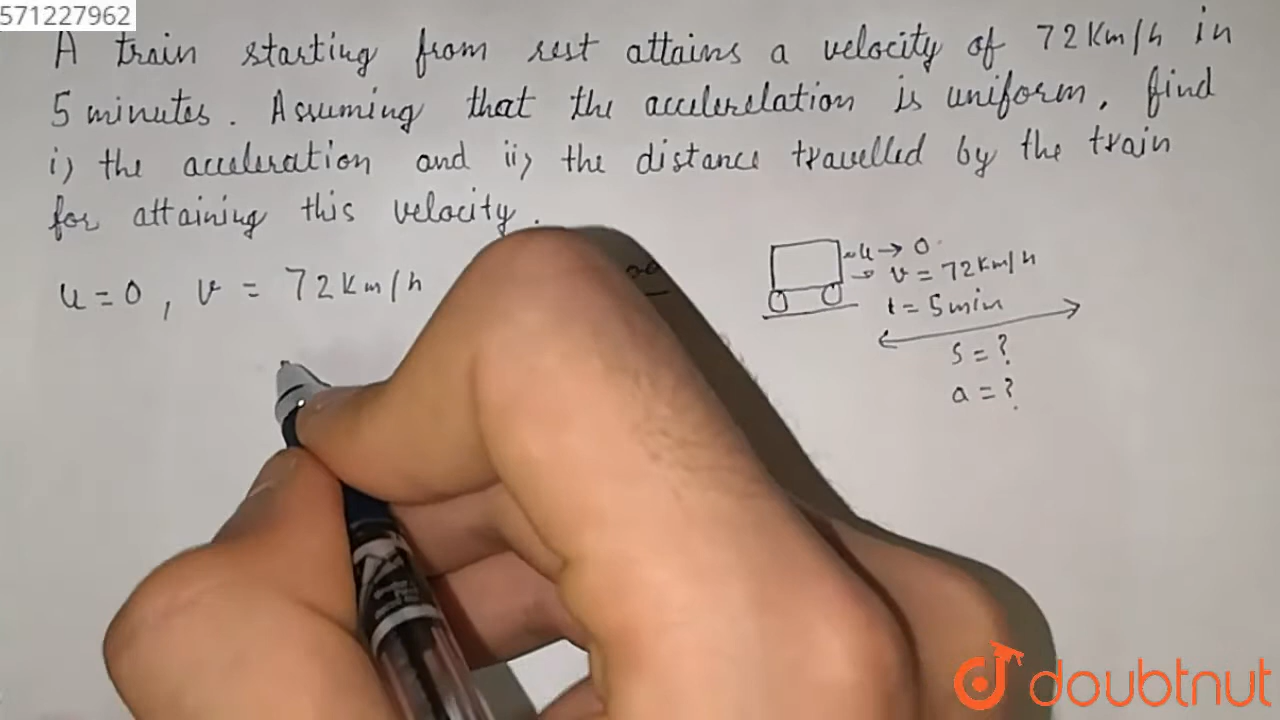 571227962
A train starting from rest attains a velocity of 72 Km/h in
5 minutes. Assuming that the accelerelation is uniform, find
i) the acceleration and ii) the distance travelled by the train
for attaining this velocity.
u = 0, v = 72 Km/h
u → 0
v = 72 Km/h
t = 5 min
s = ?
a = ?
doubtnut